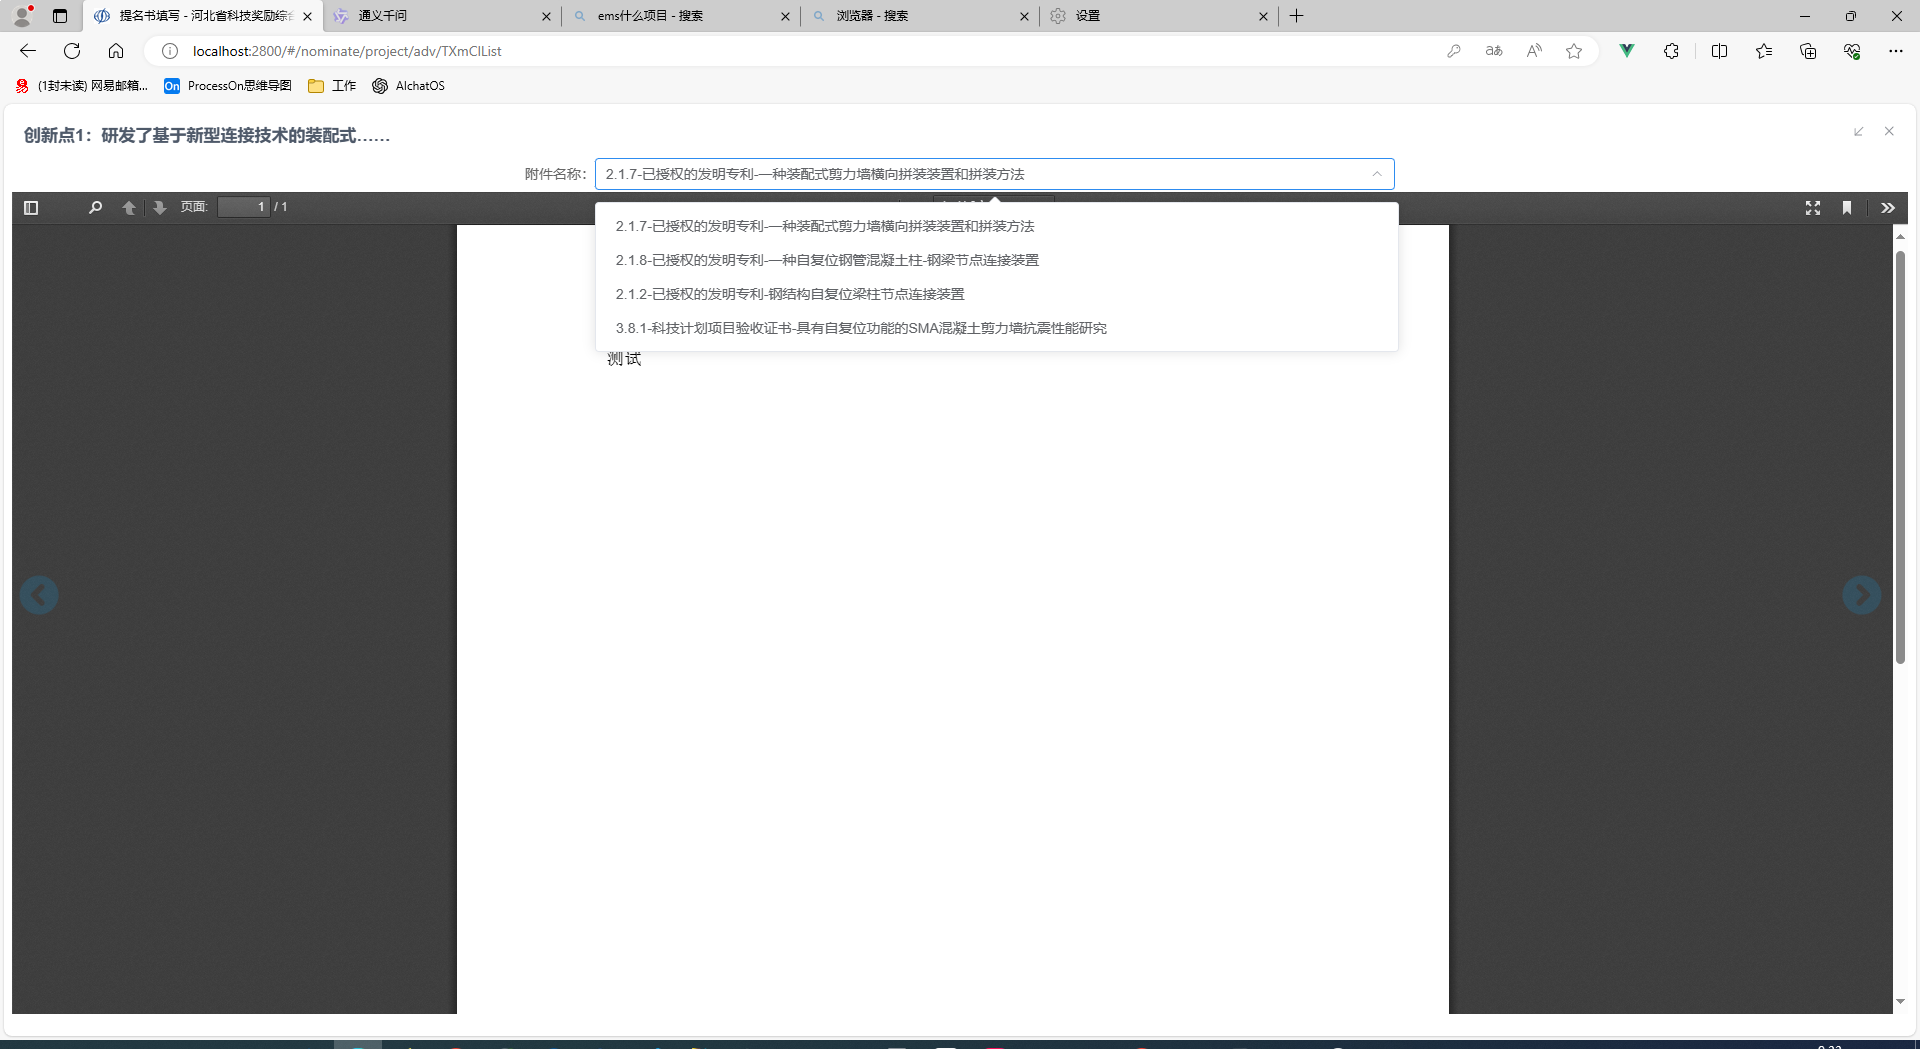 提名书填写 - 河北省科技奖励综合
通义千问
ems什么项目 - 搜索
浏览器 - 搜索
设置
localhost:2800/#/nominate/project/adv/TXmClList
(1封未读) 网易邮箱...
On
ProcessOn思维导图
工作
AIchatOS
创新点1：研发了基于新型连接技术的装配式……
附件名称：
2.1.7-已授权的发明专利-一种装配式剪力墙横向拼装装置和拼装方法
页面:
1
/ 1
2.1.7-已授权的发明专利-一种装配式剪力墙横向拼装装置和拼装方法
2.1.8-已授权的发明专利-一种自复位钢管混凝土柱-钢梁节点连接装置
2.1.2-已授权的发明专利-钢结构自复位梁柱节点连接装置
3.8.1-科技计划项目验收证书-具有自复位功能的SMA混凝土剪力墙抗震性能研究
测试